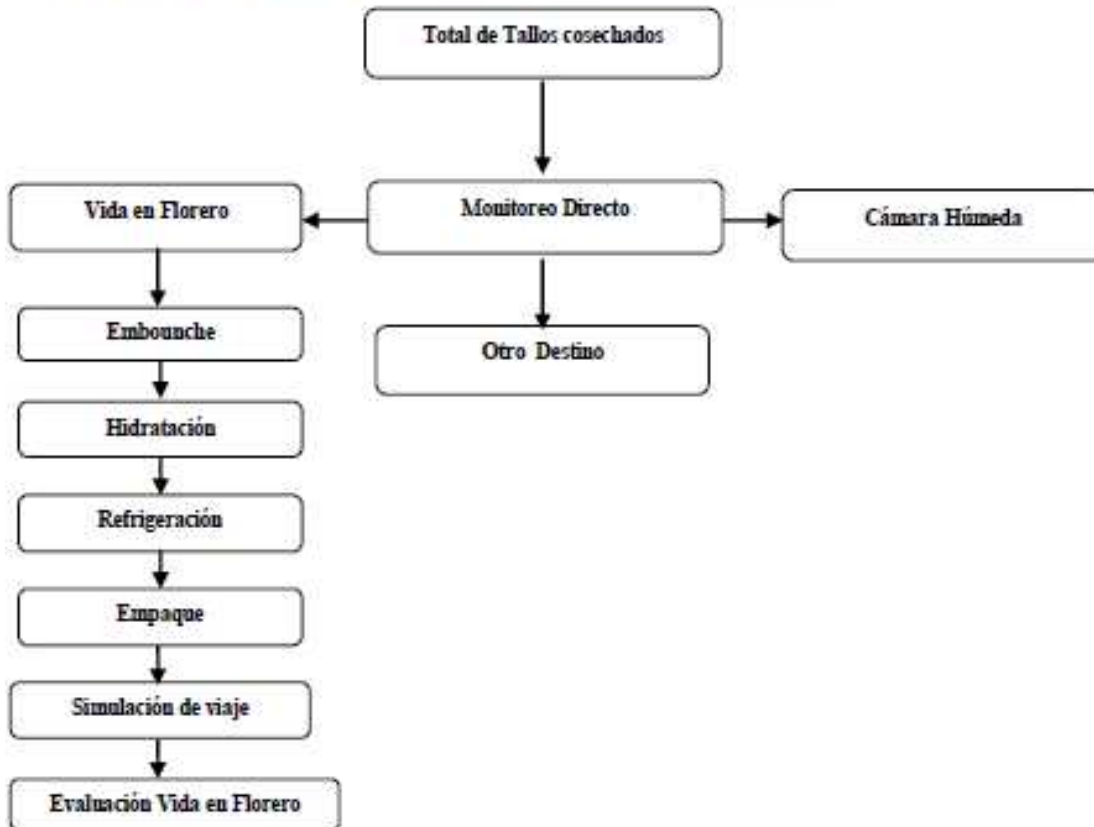 Total de Tallos cosechados
Vida en Florero
Monitoreo Directo
Cámara Húmeda
Embounche
Otro Destino
Hidratación
Refrigeración
Empaque
Simulación de viaje
Evaluación Vida en Florero